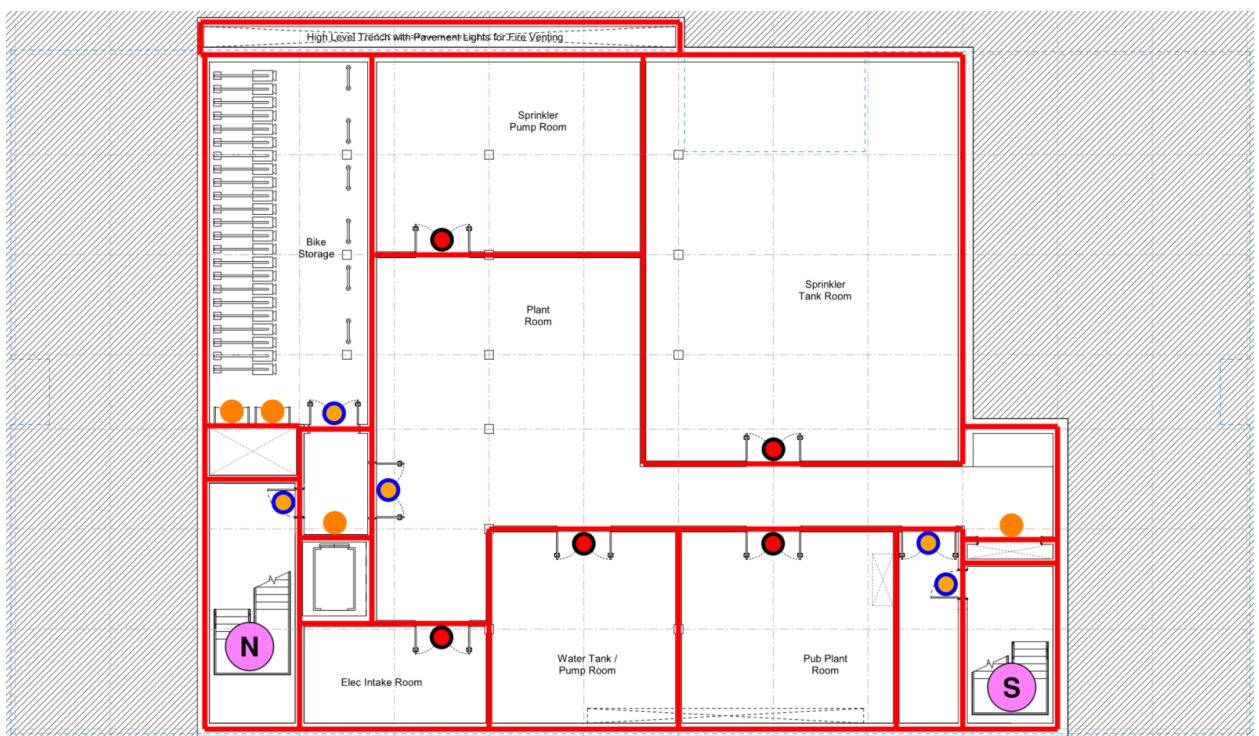 High Level Trench with Pavement Lights for Fire Venting
Sprinkler
Pump Room
Bike
Storage
Sprinkler
Tank Room
Plant
Room
N
Water Tank /
Pump Room
Pub Plant
Room
Elec Intake Room
S